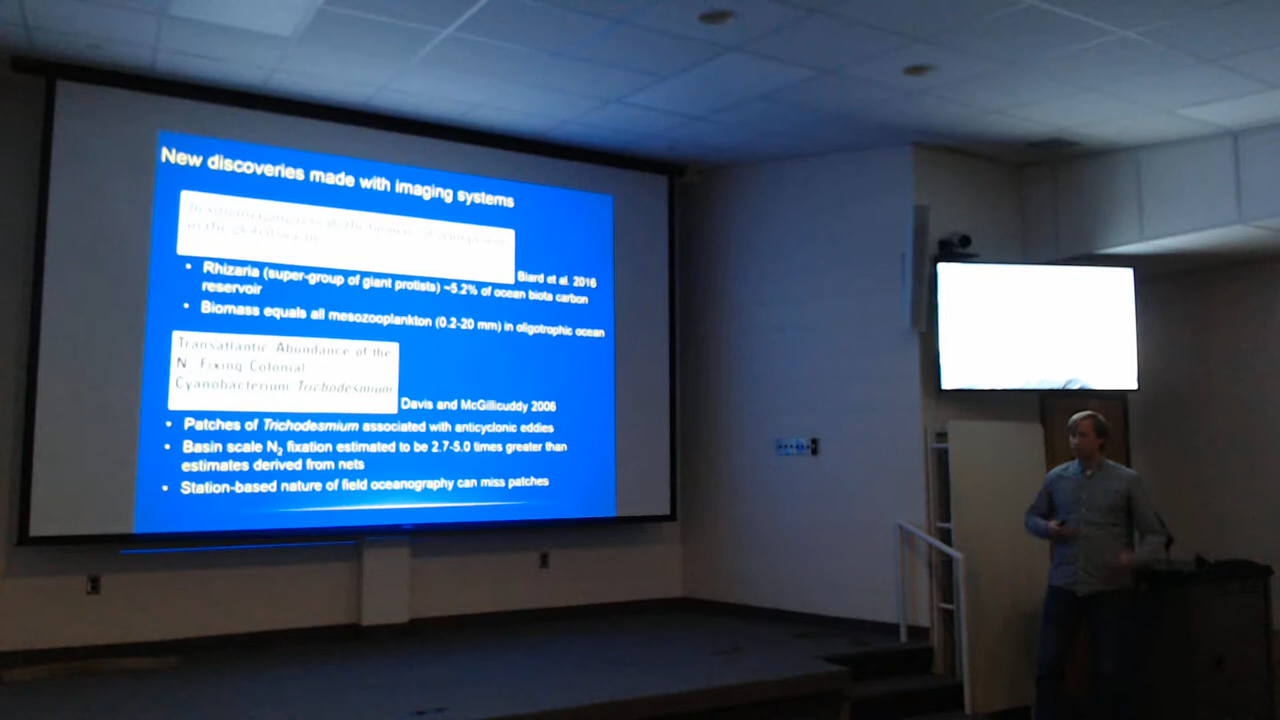 New discoveries made with imaging systems
in the global ocean
Biard et al. 2016
• Rhizaria (super-group of giant protists) ~5.2% of ocean biota carbon
reservoir
• Biomass equals all mesozooplankton (0.2-20 mm) in oligotrophic ocean
Transatlantic Abundance of the
N₂ Fixing Colonial
Cyanobacterium Trichodesmium
Davis and McGillicuddy 2006
• Patches of Trichodesmium associated with anticyclonic eddies
• Basin scale N₂ fixation estimated to be 2.7-5.0 times greater than
estimates derived from nets
• Station-based nature of field oceanography can miss patches